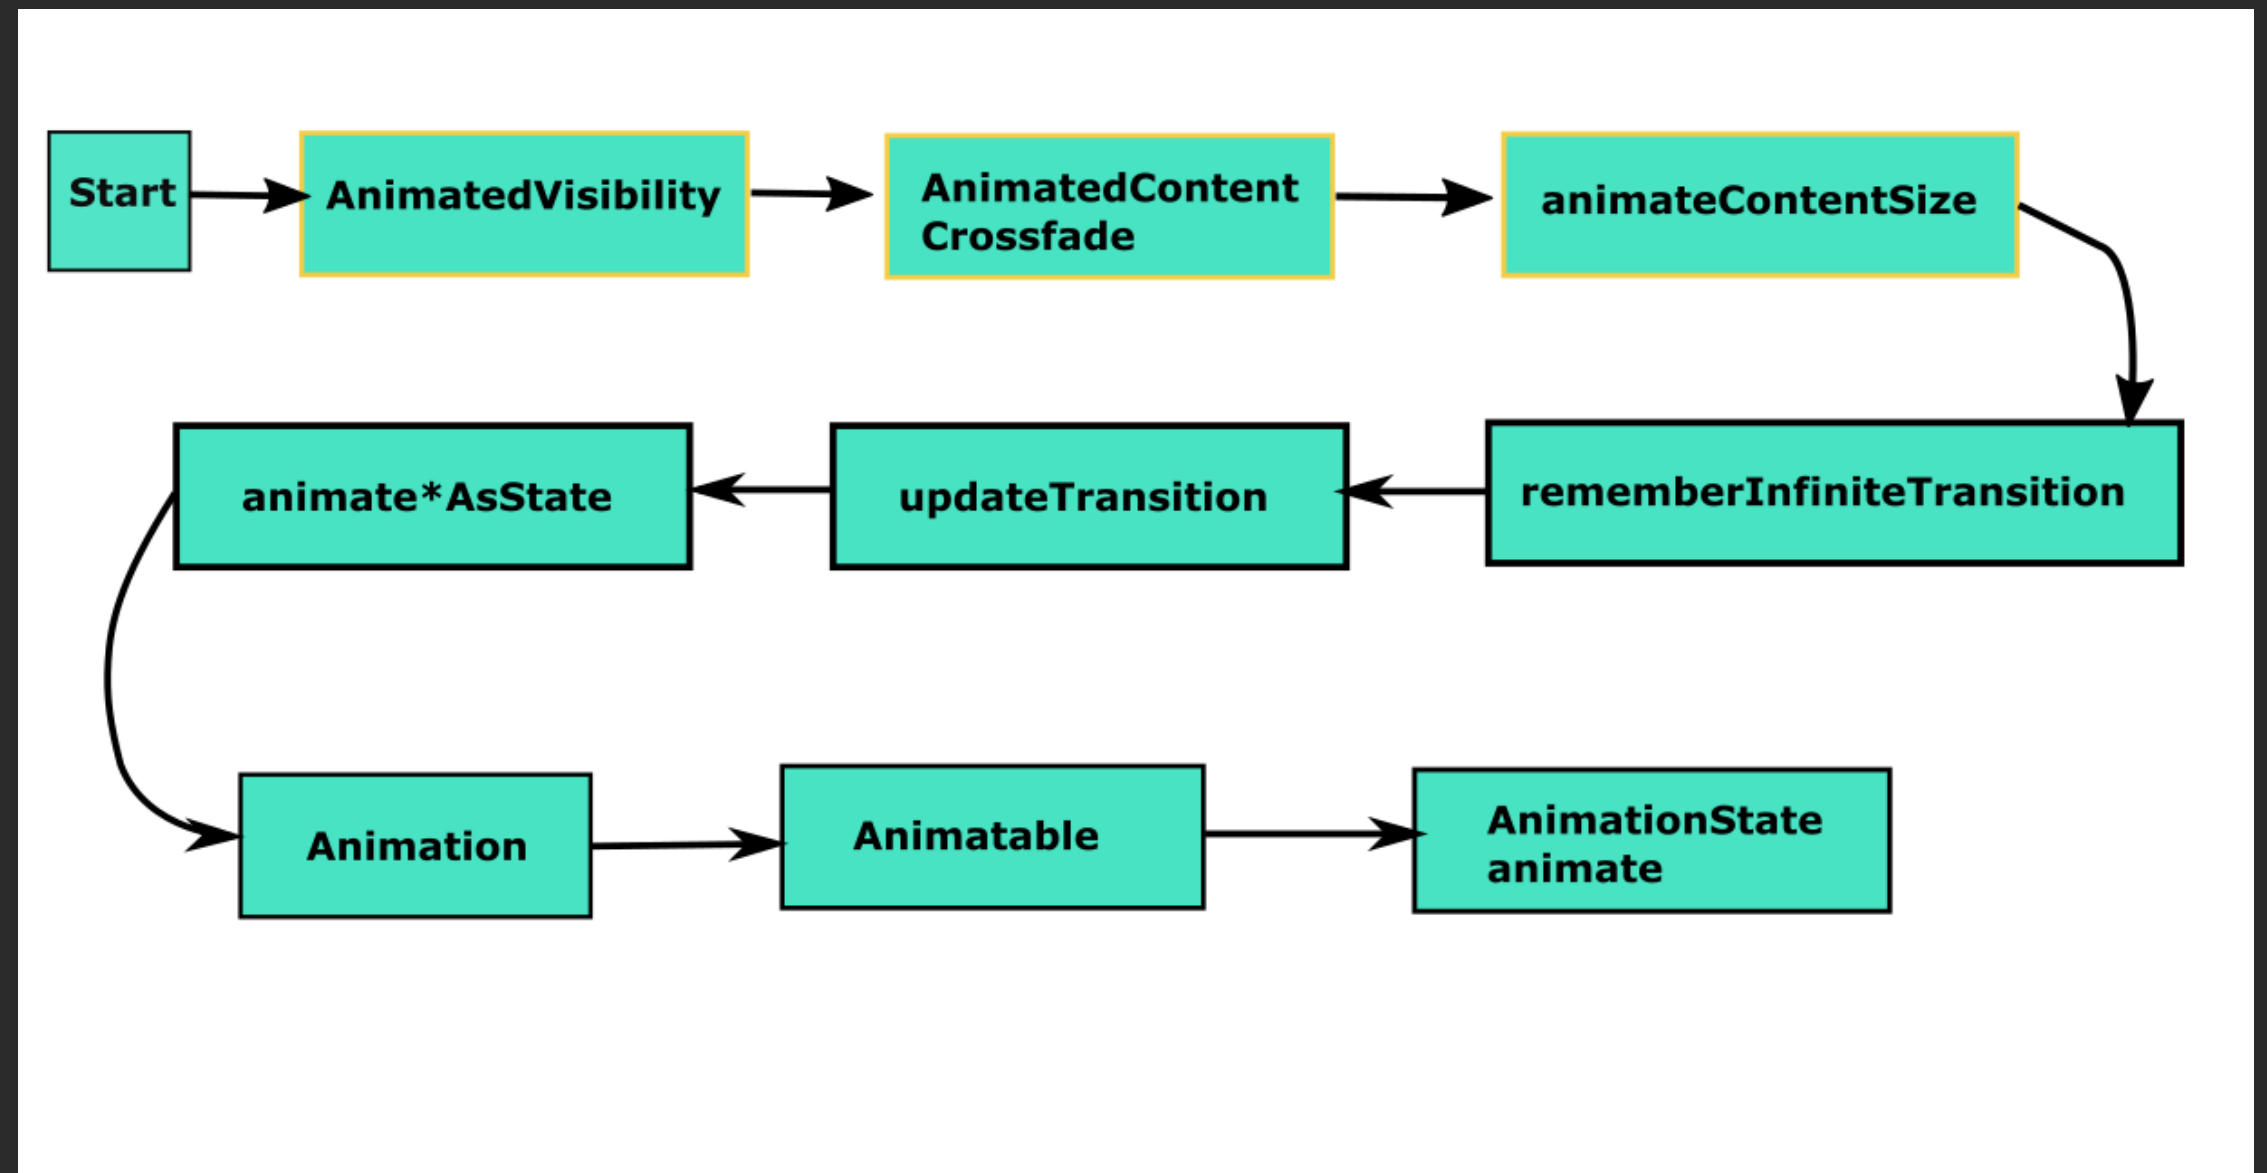 Start
AnimatedVisibility
AnimatedContent
Crossfade
animateContentSize
rememberInfiniteTransition
updateTransition
animate*AsState
Animation
Animatable
AnimationState
animate